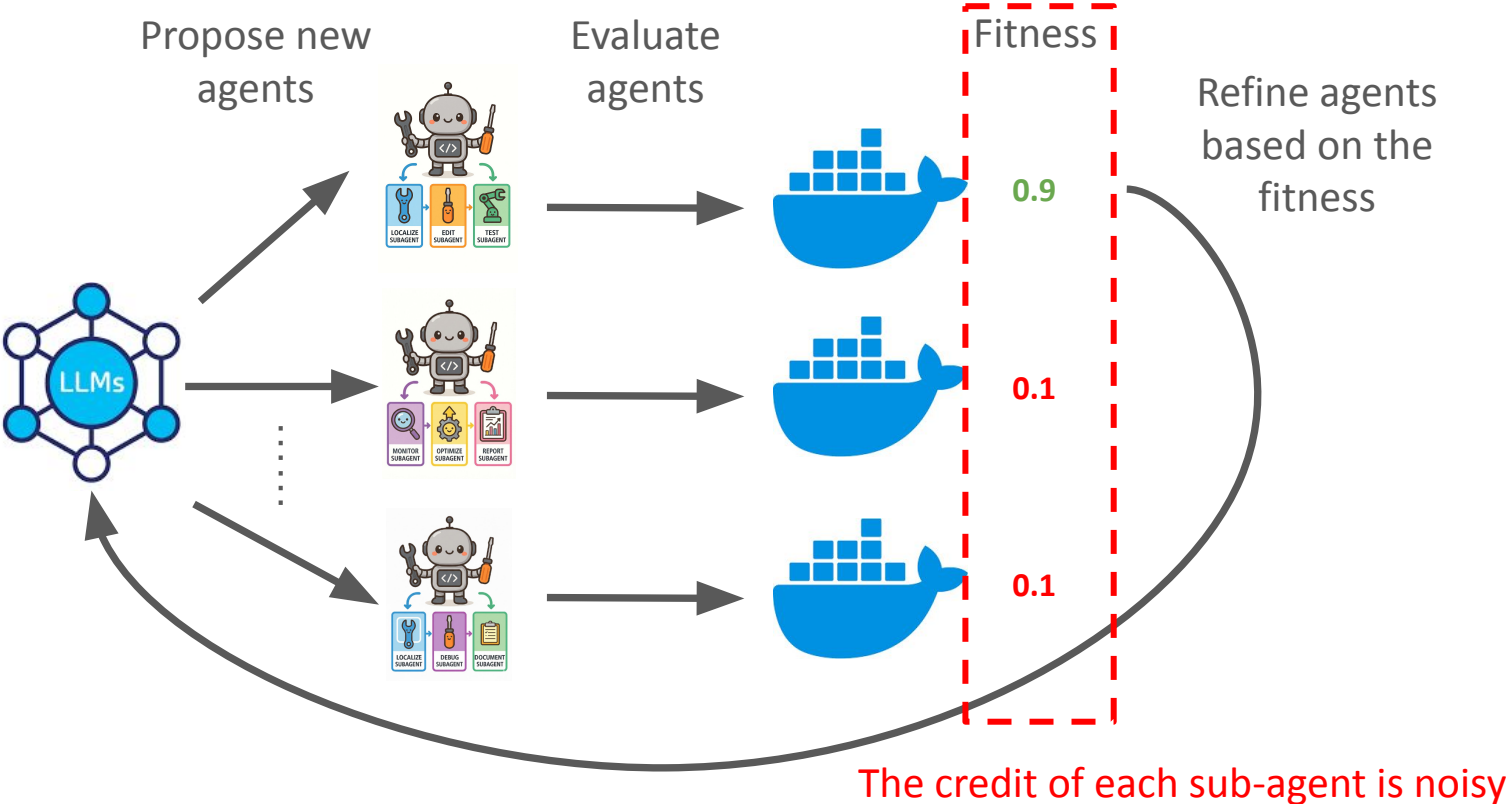 Propose new
agents
Evaluate
agents
Fitness
Refine agents
based on the
fitness
</>
LOCALIZE
SUBAGENT
EDIT
SUBAGENT
TEST
SUBAGENT
0.9
LLMs
</>
MONITOR
SUBAGENT
OPTIMIZE
SUBAGENT
REPORT
SUBAGENT
0.1
</>
LOCALIZE
SUBAGENT
DEBUG
SUBAGENT
DOCUMENT
SUBAGENT
0.1
The credit of each sub-agent is noisy